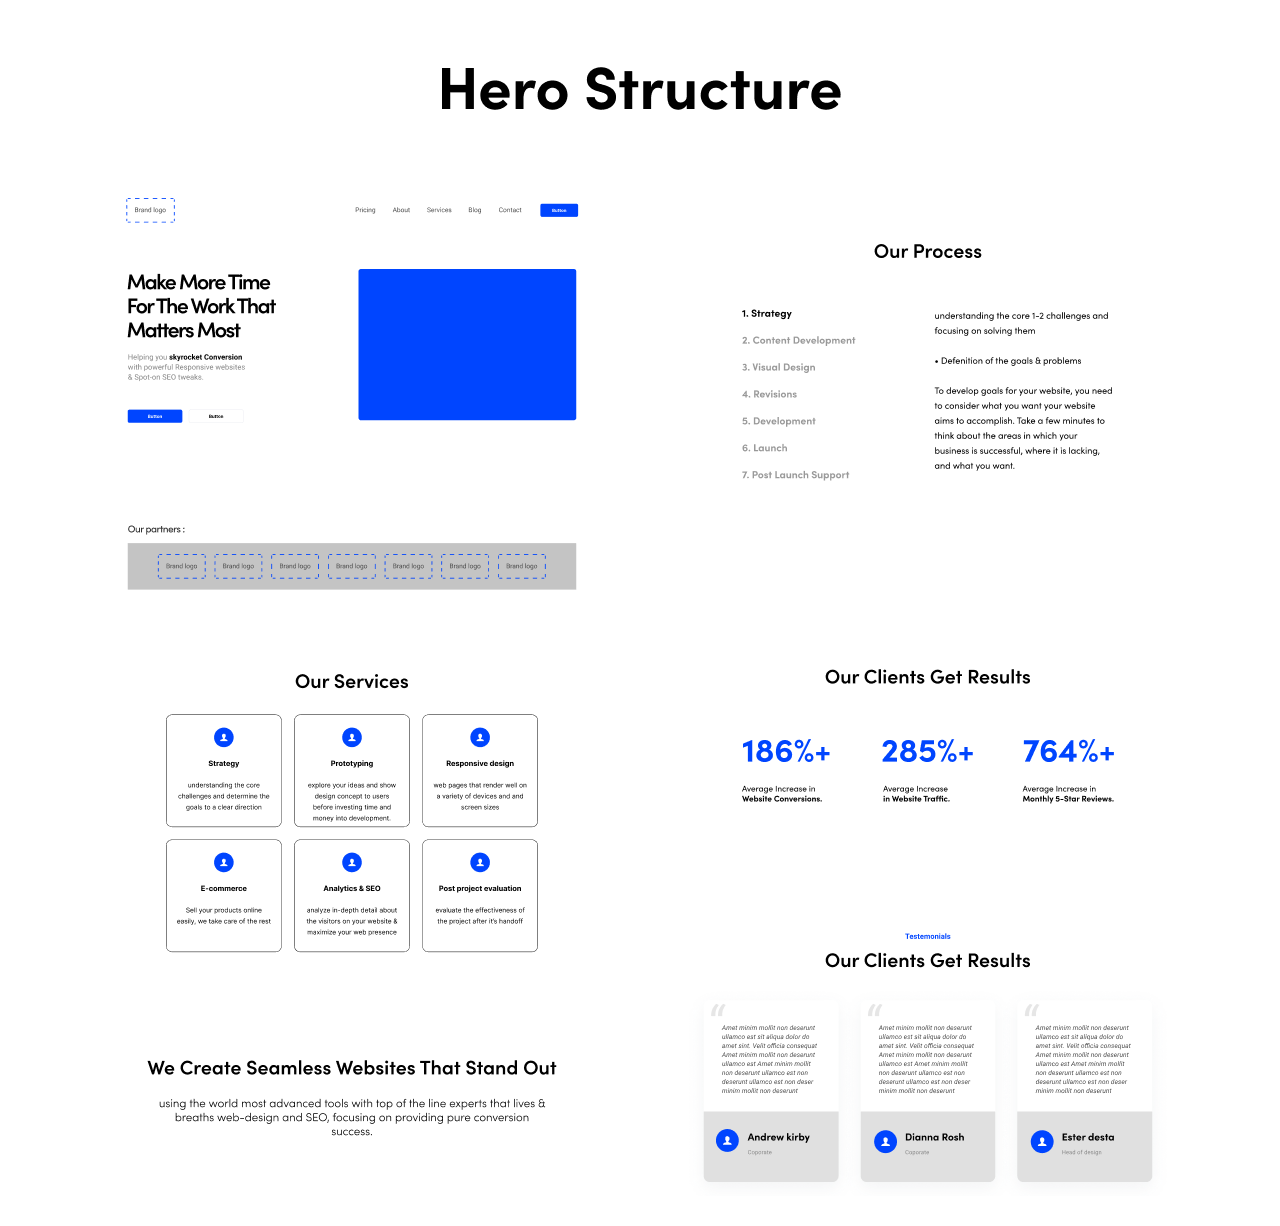 Hero Structure
Brand logo
Pricing
About
Services
Blog
Contact
Button
Make More Time
For The Work That
Matters Most
Helping you skyrocket Conversion
with powerful Responsive websites
& Spot-on SEO tweaks.
Button
Button
Our partners :
Brand logo
Brand logo
Brand logo
Brand logo
Brand logo
Brand logo
Brand logo
Our Services
Strategy
understanding the core
challenges and determine the
goals to a clear direction
Prototyping
explore your ideas and show
design concept to users
before investing time and
money into development.
Responsive design
web pages that render well on
a variety of devices and and
screen sizes
E-commerce
Sell your products online
easily, we take care of the rest
Analytics & SEO
analyze in-depth detail about
the visitors on your website &
maximize your web presence
Post project evaluation
evaluate the effectiveness of
the project after it's handoff
We Create Seamless Websites That Stand Out
using the world most advanced tools with top of the line experts that lives &
breaths web-design and SEO, focusing on providing pure conversion
success.
Our Process
1. Strategy
2. Content Development
3. Visual Design
4. Revisions
5. Development
6. Launch
7. Post Launch Support
understanding the core 1-2 challenges and
focusing on solving them
• Defenition of the goals & problems
To develop goals for your website, you need
to consider what you want your website
aims to accomplish. Take a few minutes to
think about the areas in which your
business is successful, where it is lacking,
and what you want.
Our Clients Get Results
186%+
Average Increase in
Website Conversions.
285%+
Average Increase
in Website Traffic.
764%+
Average Increase in
Monthly 5-Star Reviews.
Testemonials
Our Clients Get Results
“
Amet minim mollit non deserunt
ullamco est sit aliqua dolor do
amet sint. Velit officia consequat
Amet minim mollit non deserunt
ullamco est Amet minim mollit
non deserunt ullamco est non
deserunt ullamco est non deser
minim mollit non deserunt
Andrew kirby
Coporate
“
Amet minim mollit non deserunt
ullamco est sit aliqua dolor do
amet sint. Velit officia consequat
Amet minim mollit non deserunt
ullamco est Amet minim mollit
non deserunt ullamco est non
deserunt ullamco est non deser
minim mollit non deserunt
Dianna Rosh
Coporate
“
Amet minim mollit non deserunt
ullamco est sit aliqua dolor do
amet sint. Velit officia consequat
Amet minim mollit non deserunt
ullamco est Amet minim mollit
non deserunt ullamco est non
deserunt ullamco est non deser
minim mollit non deserunt
Ester desta
Head of design